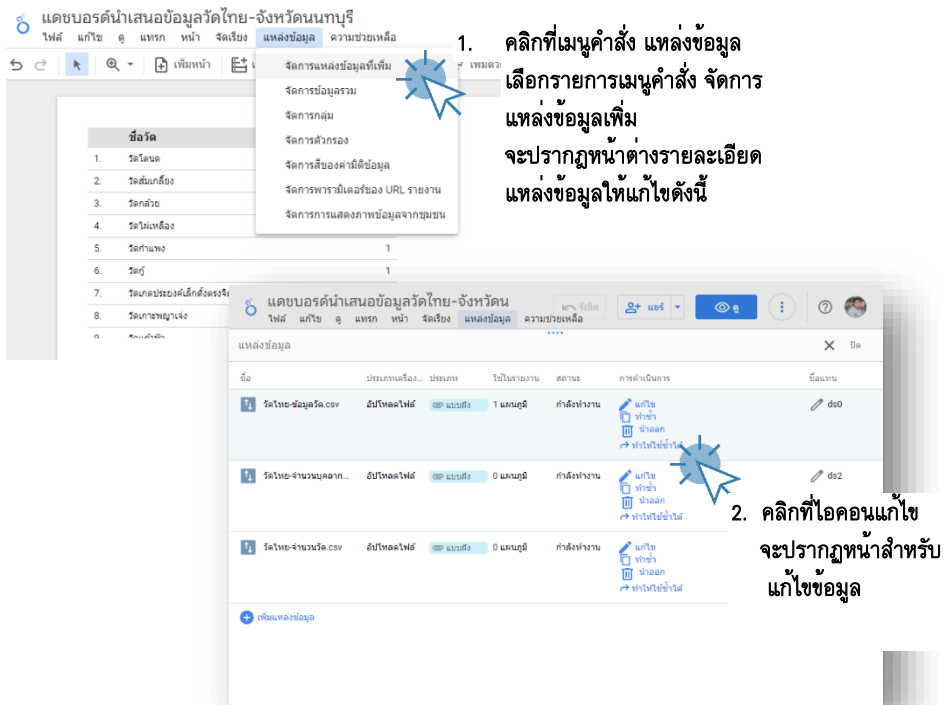 แดชบอร์ดนำเสนอข้อมูลวัดไทย-จังหวัดนนทบุรี
ไฟล์ แก้ไข ดู แทรก หน้า จัดเรียง แหล่งข้อมูล ความช่วยเหลือ
เพิ่มหน้า
จัดการแหล่งข้อมูลที่เพิ่ม
จัดการข้อมูลรวม
จัดการกลุ่ม
จัดการตัวกรอง
จัดการสีของค่ามิติข้อมูล
จัดการพารามิเตอร์ของ URL รายงาน
จัดการการแสดงภาพข้อมูลจากชุมชน
ชื่อวัด
1. วัดโตนด
2. วัดส้มเกลี้ยง
3. วัดกล้วย
4. วัดไผ่เหลือง
5. วัดกำแพง 1
6. วัดกู้ 1
7. วัดเกดประยงค์เล็กตั้งตรงจิ
8. วัดเกาะพญาเจ่ง
9.
1. คลิกที่เมนูคำสั่ง แหล่งข้อมูล
เลือกรายการเมนูคำสั่ง จัดการ
แหล่งข้อมูลเพิ่ม
จะปรากฎหน้าต่างรายละเอียด
แหล่งข้อมูลให้แก้ไขดังนี้
แดชบอร์ดนำเสนอข้อมูลวัดไทย-จังหวัดน
ไฟล์ แก้ไข ดู แทรก หน้า จัดเรียง แหล่งข้อมูล ความช่วยเหลือ
รีเซ็ต แชร์ ดู
แหล่งข้อมูล ปิด
ชื่อ ประเภทเครื่อง... ประเภท ใช้ในรายงาน สถานะ การดำเนินการ ชื่อแทน
วัดไทย-ข้อมูลวัด.csv อัปโหลดไฟล์ แบบฝัง 1 แผนภูมิ กำลังทำงาน แก้ไข ds0
ทำซ้ำ
นำออก
ทำให้ใช้ซ้ำได้
วัดไทย-จำนวนบุคลาก... อัปโหลดไฟล์ แบบฝัง 0 แผนภูมิ กำลังทำงาน แก้ไข ds2
ทำซ้ำ
นำออก
ทำให้ใช้ซ้ำได้
วัดไทย-จำนวนวัด.csv อัปโหลดไฟล์ แบบฝัง 0 แผนภูมิ กำลังทำงาน แก้ไข
ทำซ้ำ
นำออก
ทำให้ใช้ซ้ำได้
เพิ่มแหล่งข้อมูล
2. คลิกที่ไอคอนแก้ไข
จะปรากฎหน้าสำหรับ
แก้ไขข้อมูล